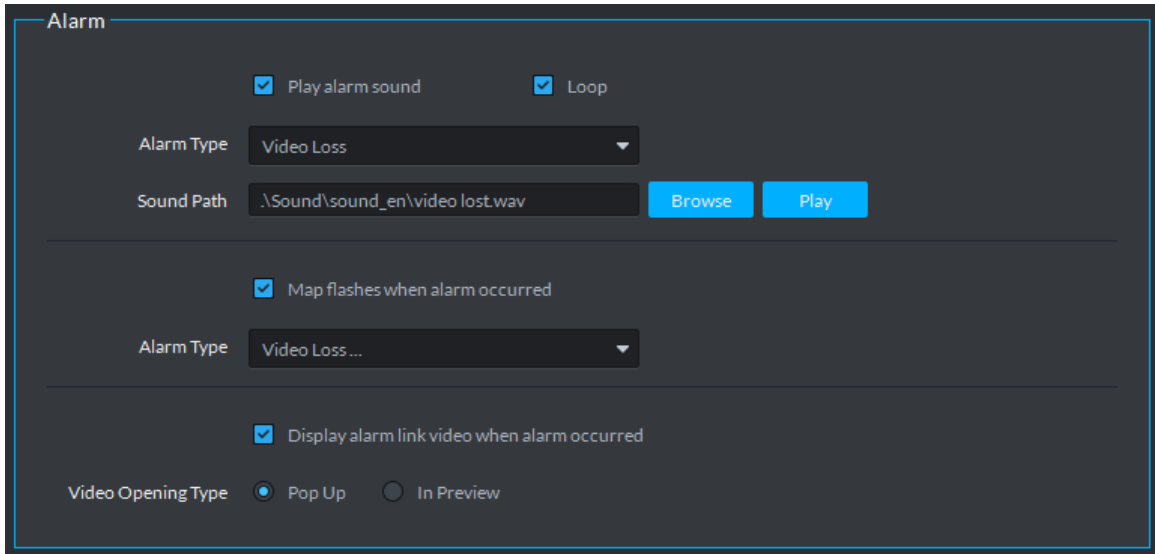 Alarm
Play alarm sound Loop
Alarm Type Video Loss
Sound Path .\Sound\sound_en\video lost.wav Browse Play
Map flashes when alarm occurred
Alarm Type Video Loss ...
Display alarm link video when alarm occurred
Video Opening Type Pop Up In Preview